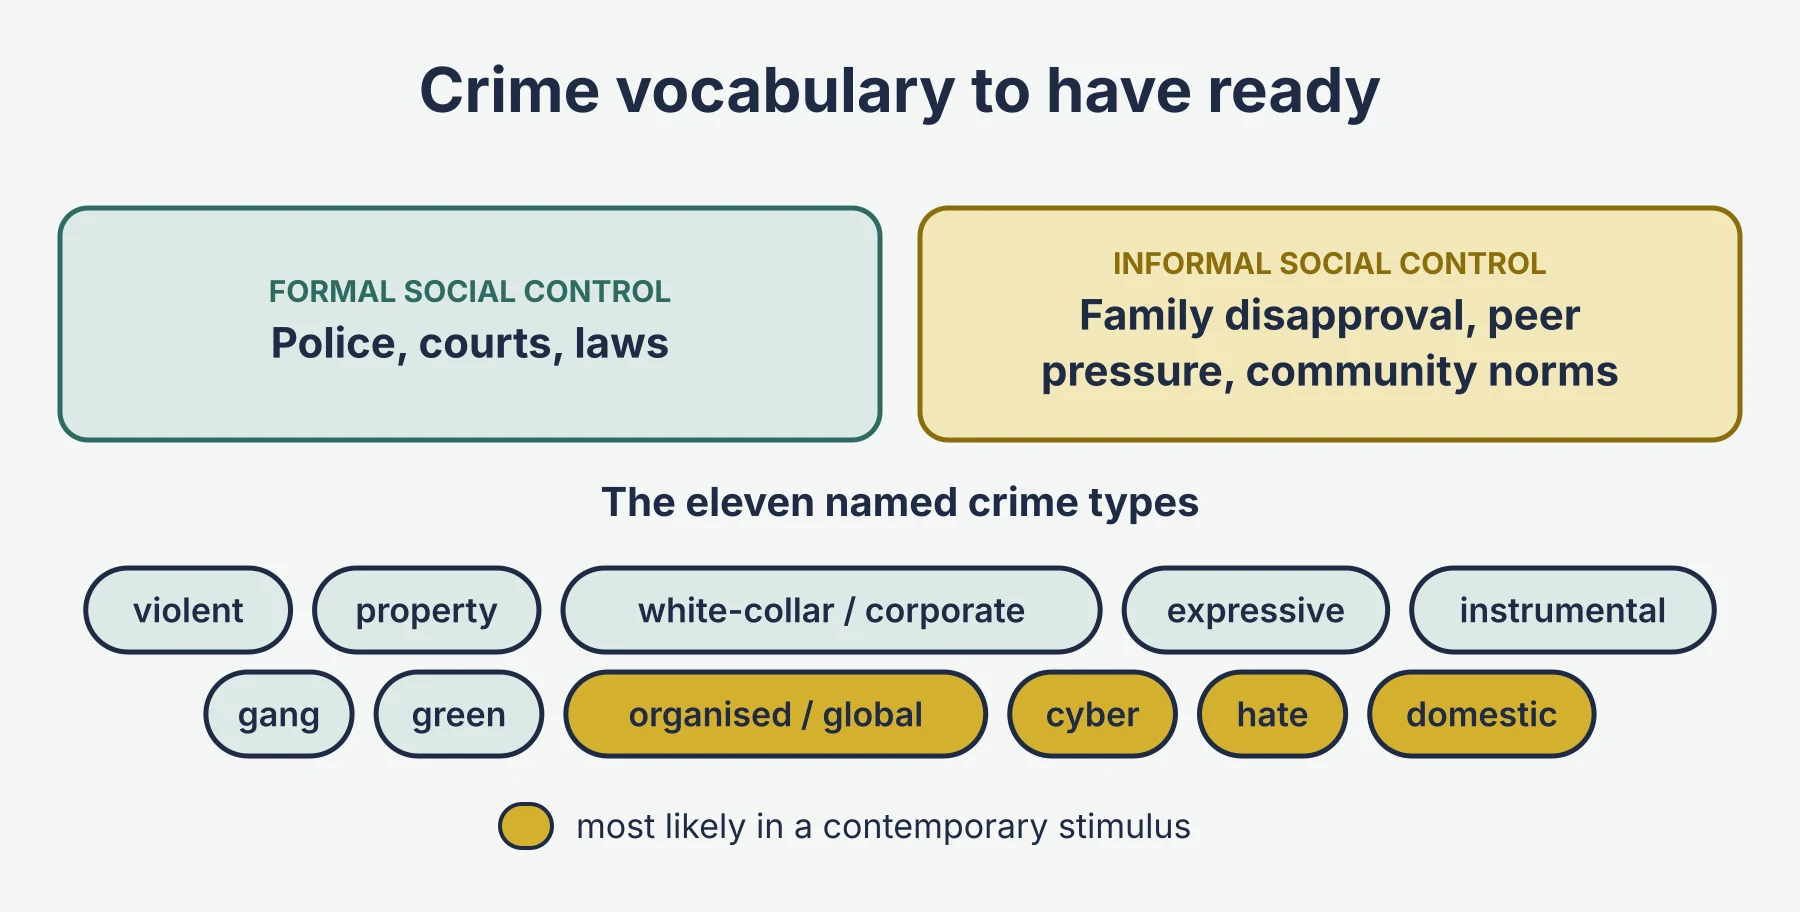 Crime vocabulary to have ready
FORMAL SOCIAL CONTROL
Police, courts, laws
INFORMAL SOCIAL CONTROL
Family disapproval, peer
pressure, community norms
The eleven named crime types
violent
property
white-collar / corporate
expressive
instrumental
gang
green
organised / global
cyber
hate
domestic
most likely in a contemporary stimulus